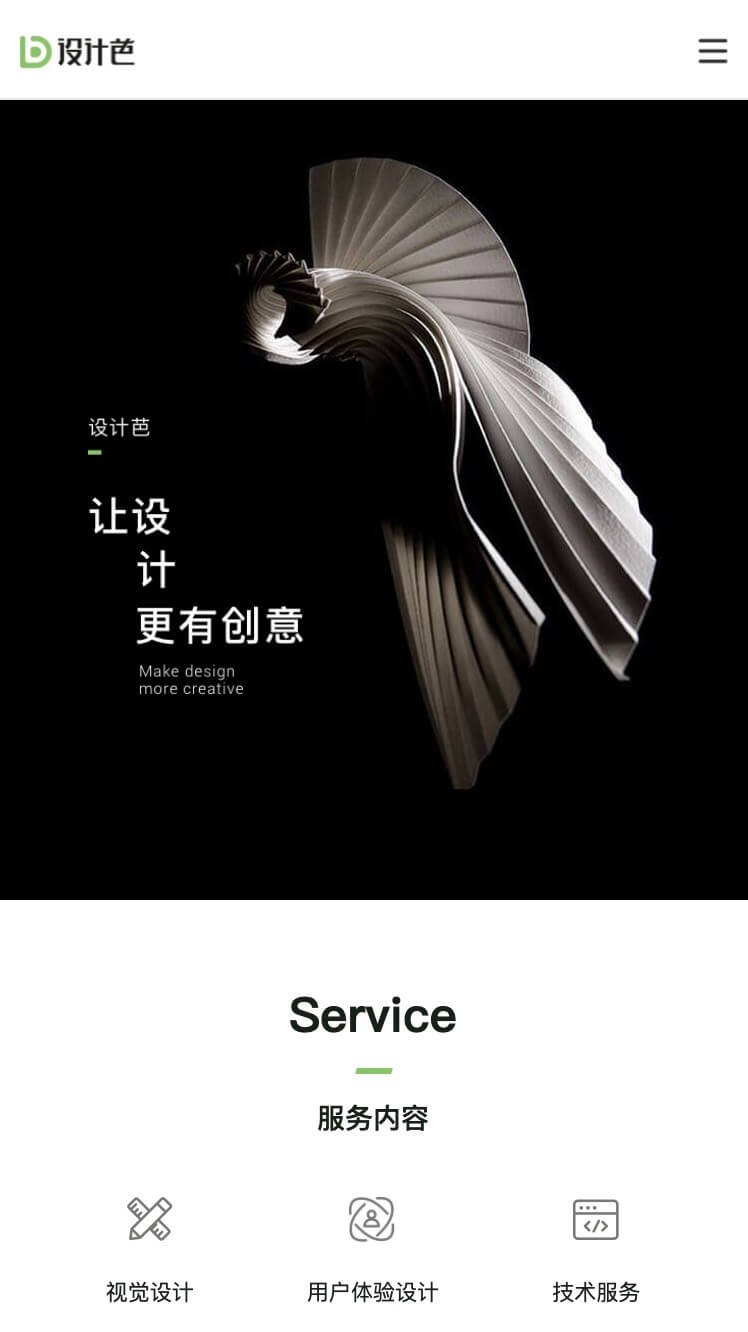 设计芭
设计芭
让设
计
更有创意
Make design
more creative
Service
服务内容
视觉设计
用户体验设计
技术服务